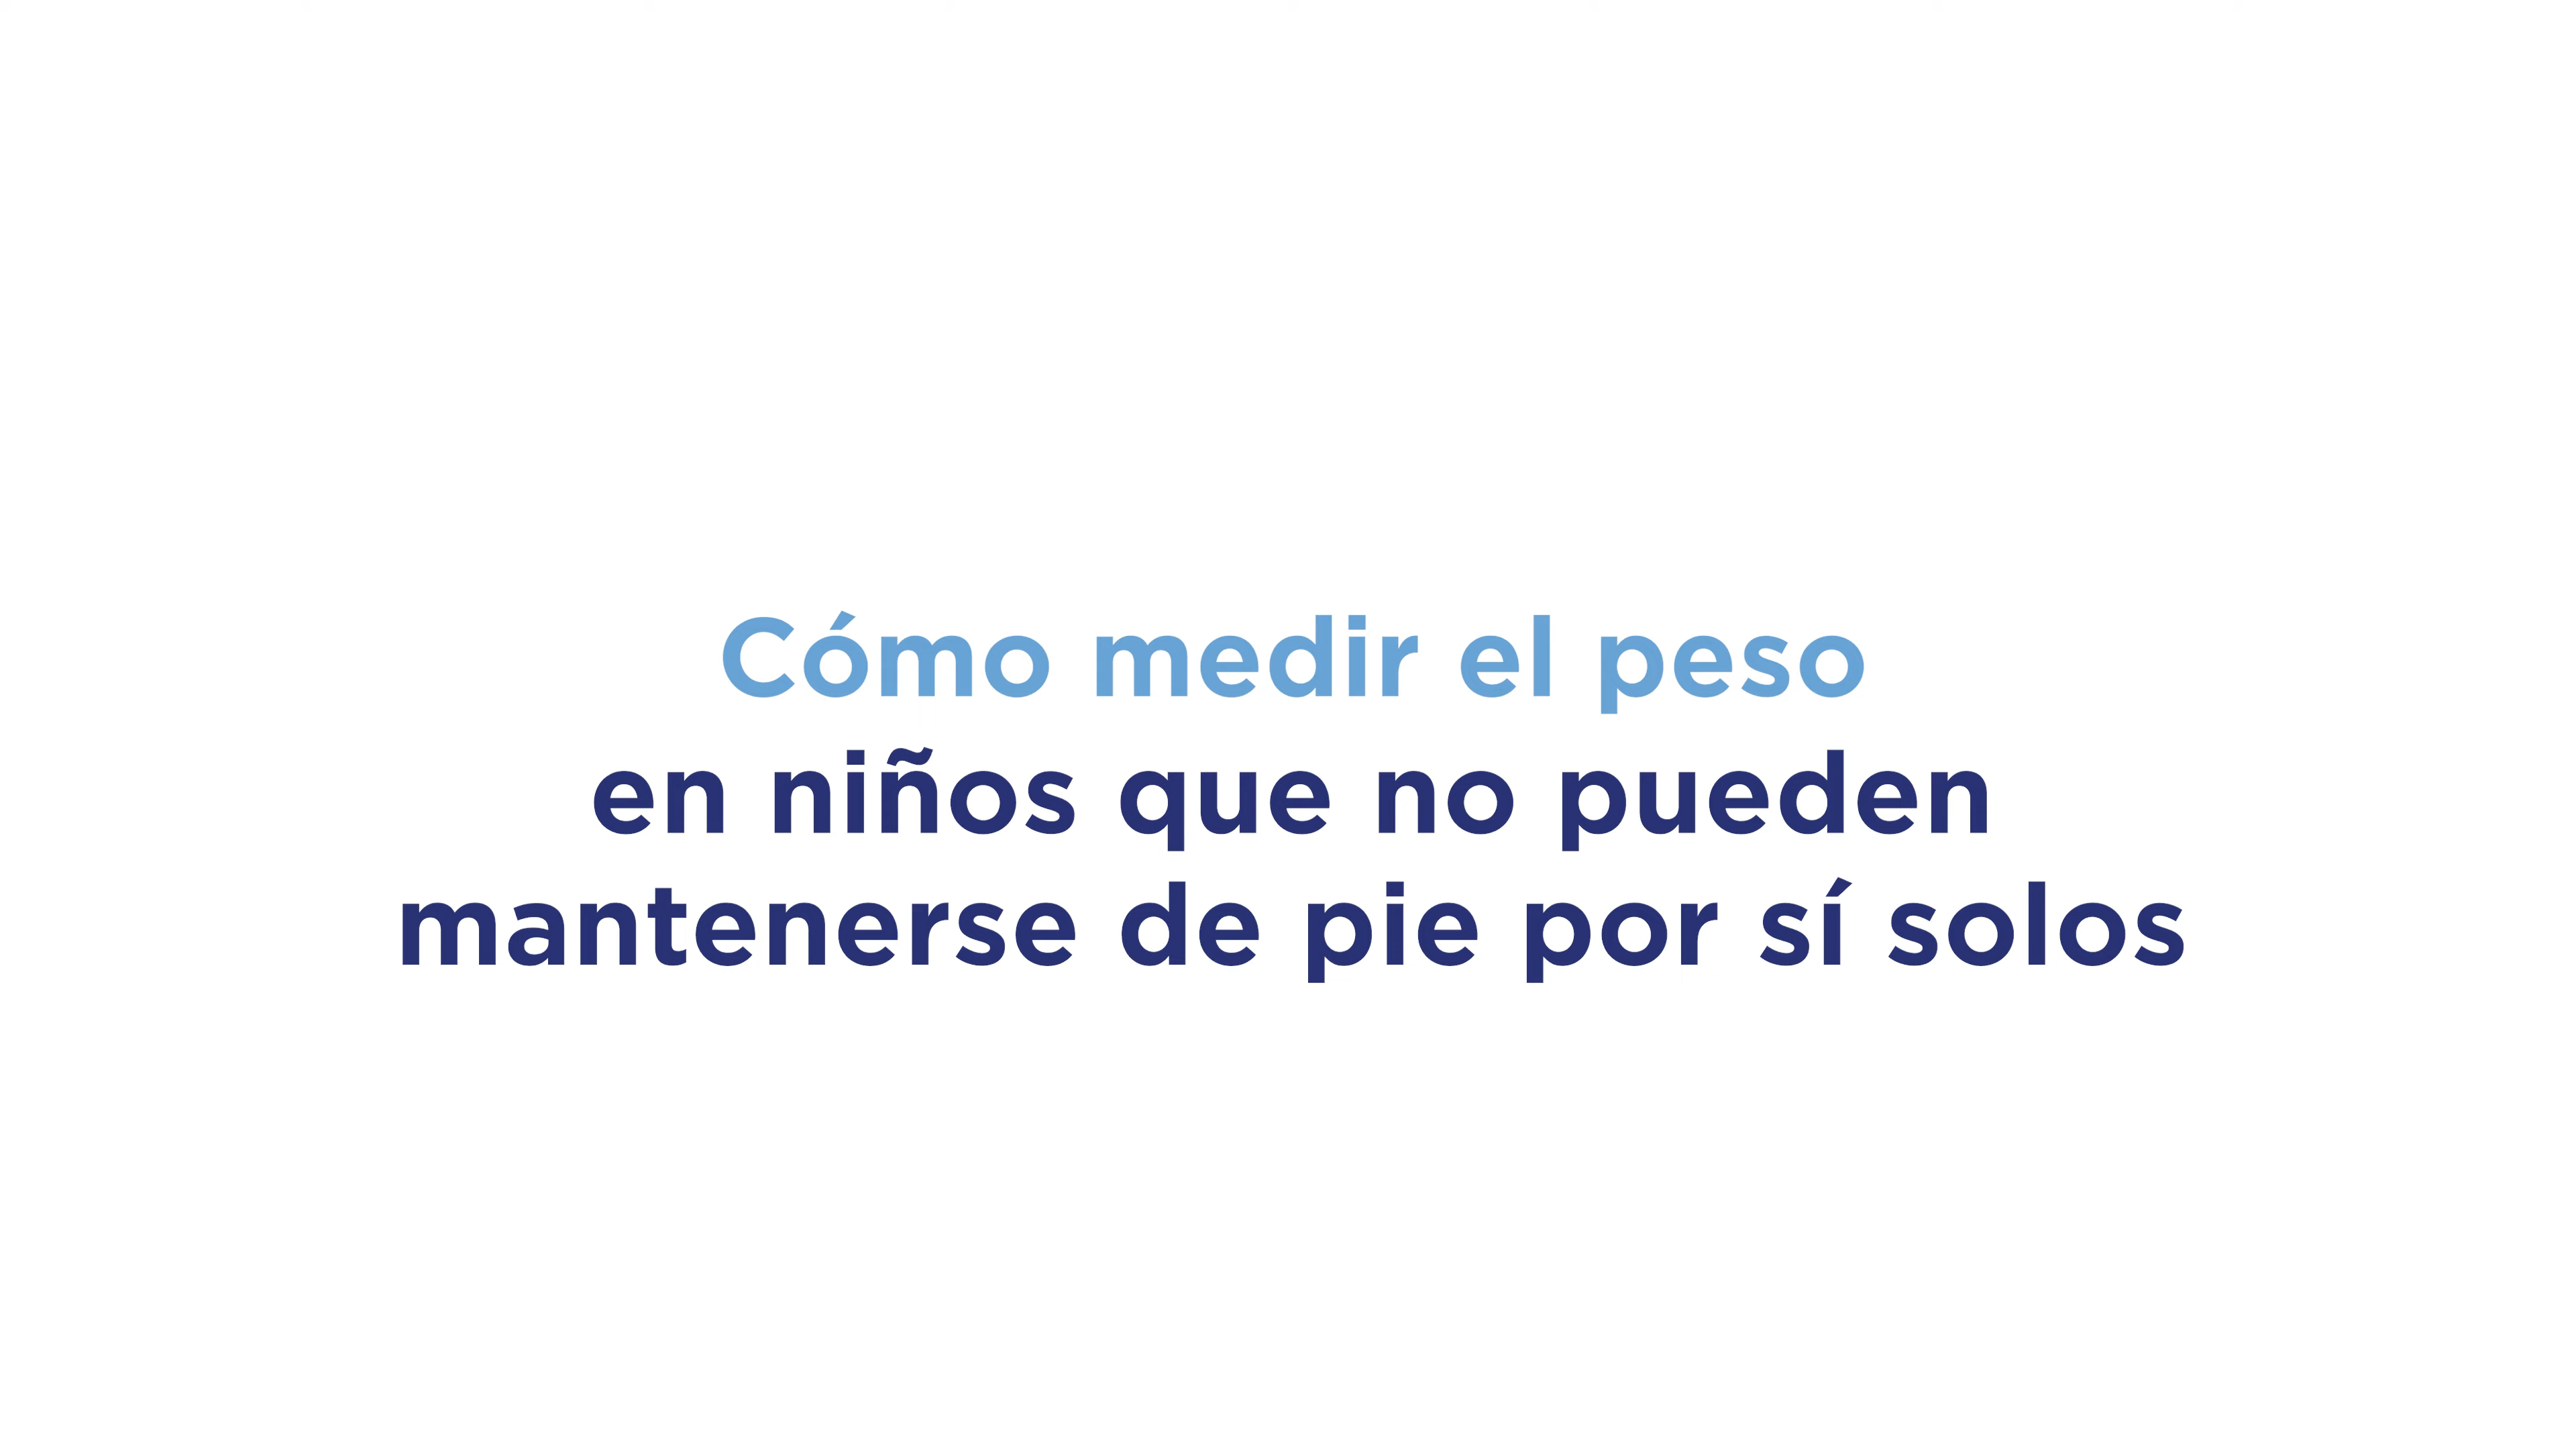 Cómo medir el peso
en niños que no pueden
mantenerse de pie por sí solos